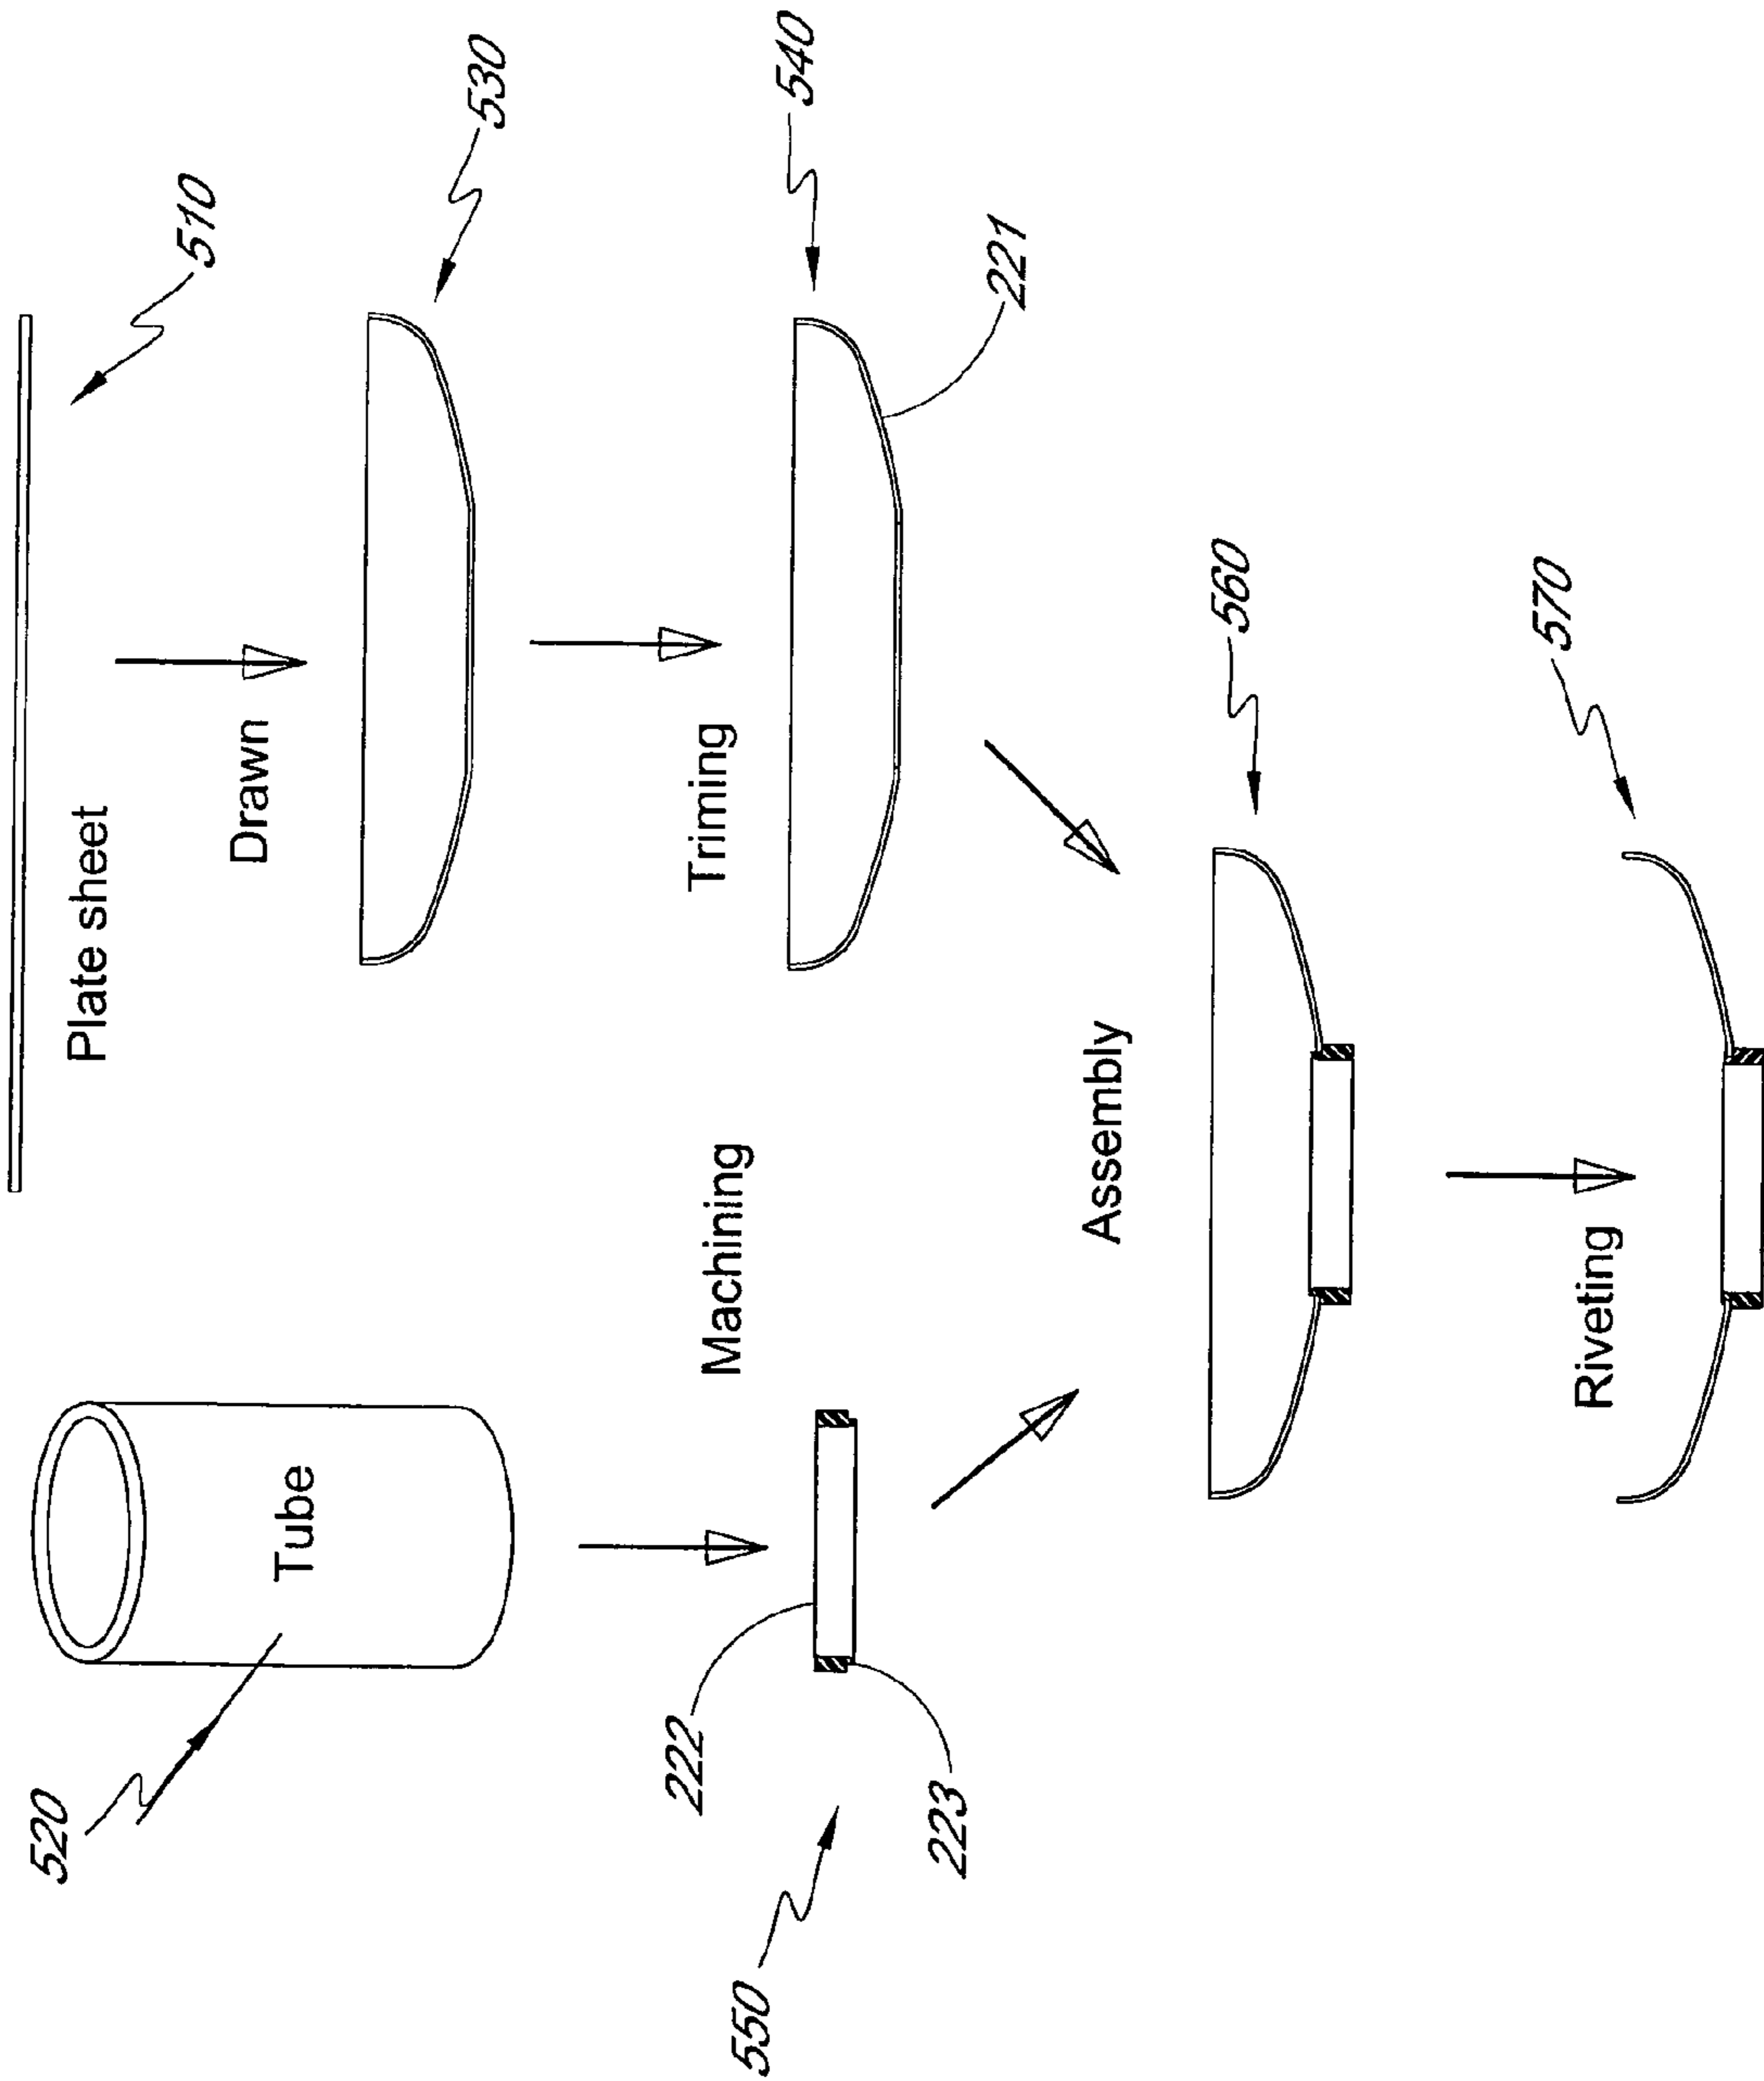 510
Plate sheet
520
Tube
Drawn
530
Machining
Triming
540
221
222
223
550
Assembly
560
Riveting
570